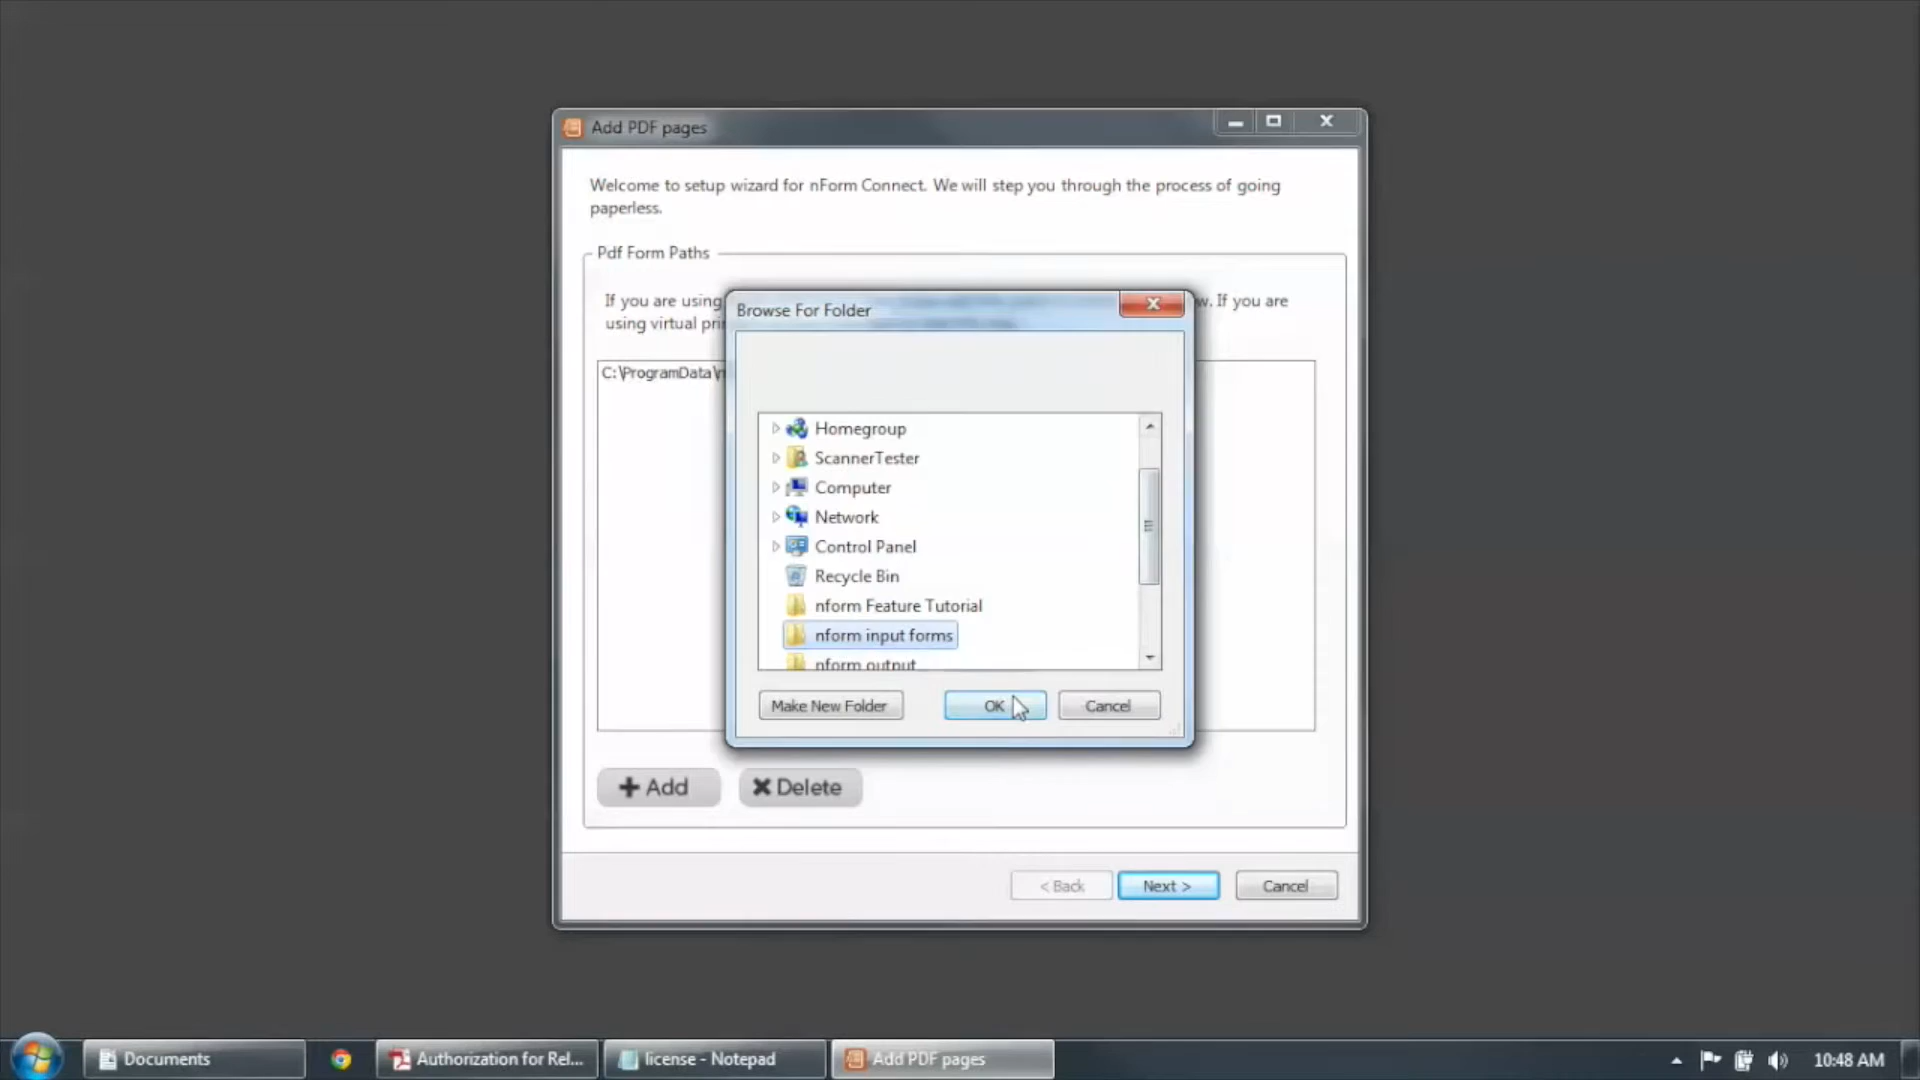 Add PDF pages
Welcome to setup wizard for nForm Connect. We will step you through the process of going
paperless.
Pdf Form Paths
If you are using
w. If you are
using virtual pri
C:\ProgramData\n
Browse For Folder
Homegroup
ScannerTester
Computer
Network
Control Panel
Recycle Bin
nform Feature Tutorial
nform input forms
nform output
Make New Folder
OK
Cancel
Add
Delete
< Back
Next >
Cancel
Documents
Authorization for Rel...
license - Notepad
Add PDF pages
10:48 AM